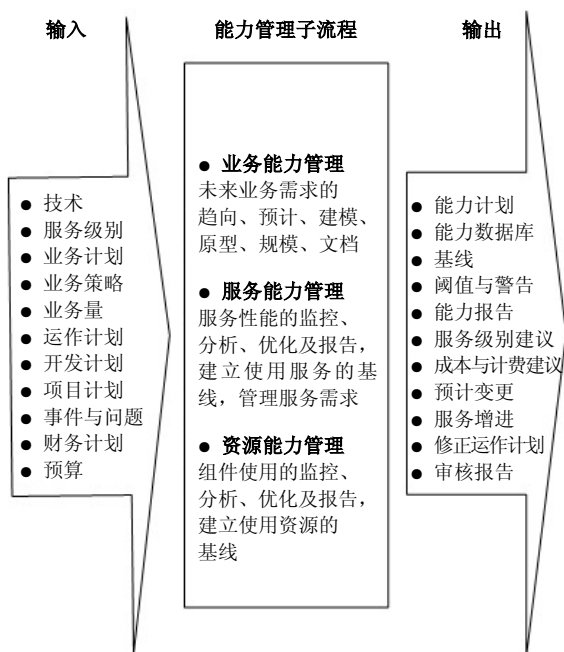 输入
● 技术
● 服务级别
● 业务计划
● 业务策略
● 业务量
● 运作计划
● 开发计划
● 项目计划
● 事件与问题
● 财务计划
● 预算
能力管理子流程
● 业务能力管理
未来业务需求的
趋向、预计、建模、
原型、规模、文档
● 服务能力管理
服务性能的监控、
分析、优化及报告，
建立使用服务的基
线，管理服务需求
● 资源能力管理
组件使用的监控、
分析、优化及报告，
建立使用资源的
基线
输出
● 能力计划
● 能力数据库
● 基线
● 阈值与警告
● 能力报告
● 服务级别建议
● 成本与计费建议
● 预计变更
● 服务增进
● 修正运作计划
● 审核报告